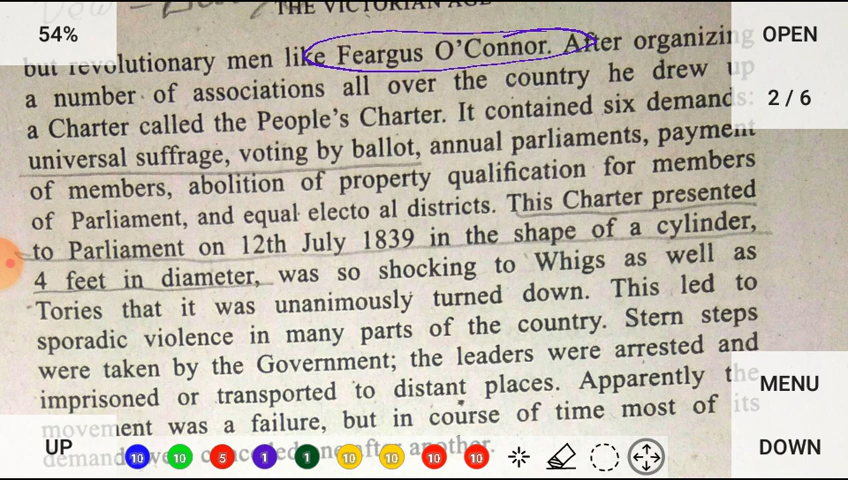 THE VICTORIAN AGE
54%
OPEN
but revolutionary men like Feargus O'Connor. After organizing
a number of associations all over the country he drew up
2 / 6
a Charter called the People's Charter. It contained six demands:
universal suffrage, voting by ballot, annual parliaments, payment
of members, abolition of property qualification for members
of Parliament, and equal electo al districts. This Charter presented
to Parliament on 12th July 1839 in the shape of a cylinder,
4 feet in diameter, was so shocking to Whigs as well as
Tories that it was unanimously turned down. This led to
sporadic violence in many parts of the country. Stern steps
were taken by the Government; the leaders were arrested and
imprisoned or transported to distant places. Apparently the
MENU
movement was a failure, but in course of time most of its
UP
demands were conceded one after another.
DOWN
10 10 5 1 1 10 10 10 10